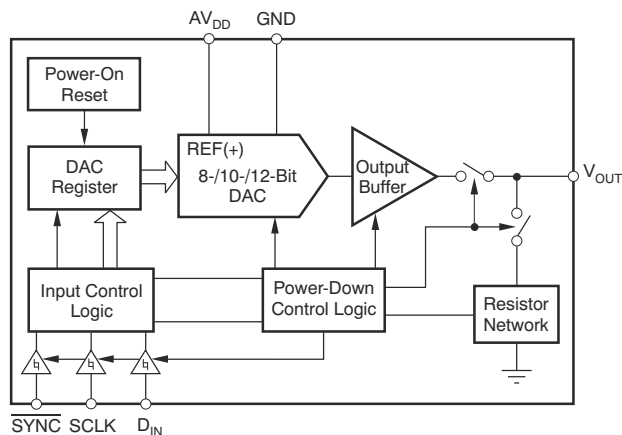 AVDD GND
Power-On
Reset
DAC
Register
REF(+)
8-/10-/12-Bit
DAC
Output
Buffer
VOUT
Input Control
Logic
Power-Down
Control Logic
Resistor
Network
SYNC SCLK DIN